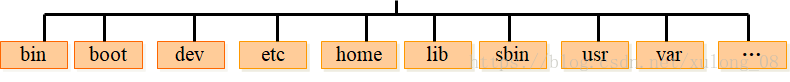 bin boot dev etc home lib sbin usr var ...